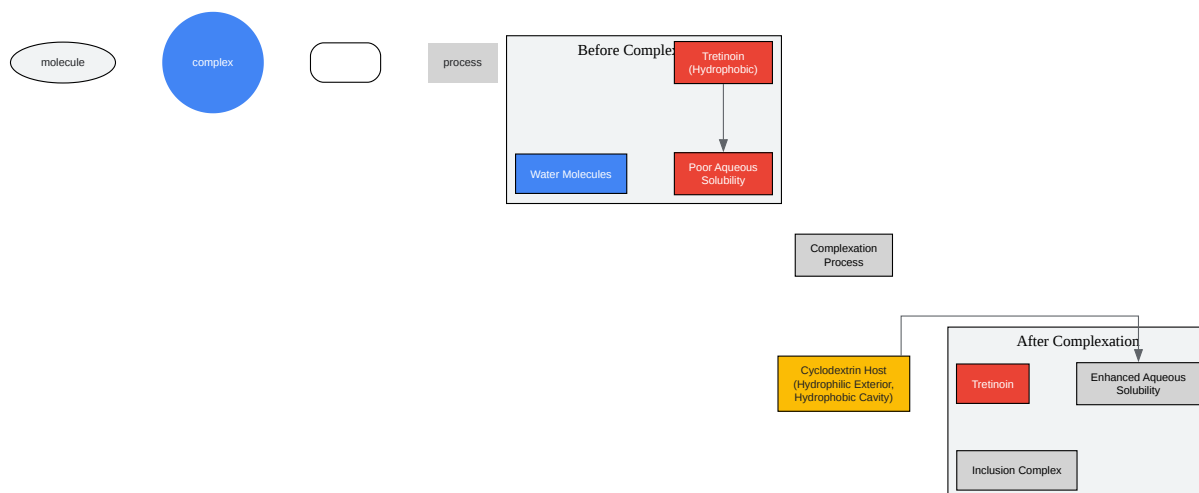 molecule
complex
process
Before Complex
Tretinoin
(Hydrophobic)
Water Molecules
Poor Aqueous
Solubility
Complexation
Process
Cyclodextrin Host
(Hydrophilic Exterior,
Hydrophobic Cavity)
After Complexation
Tretinoin
Enhanced Aqueous
Solubility
Inclusion Complex